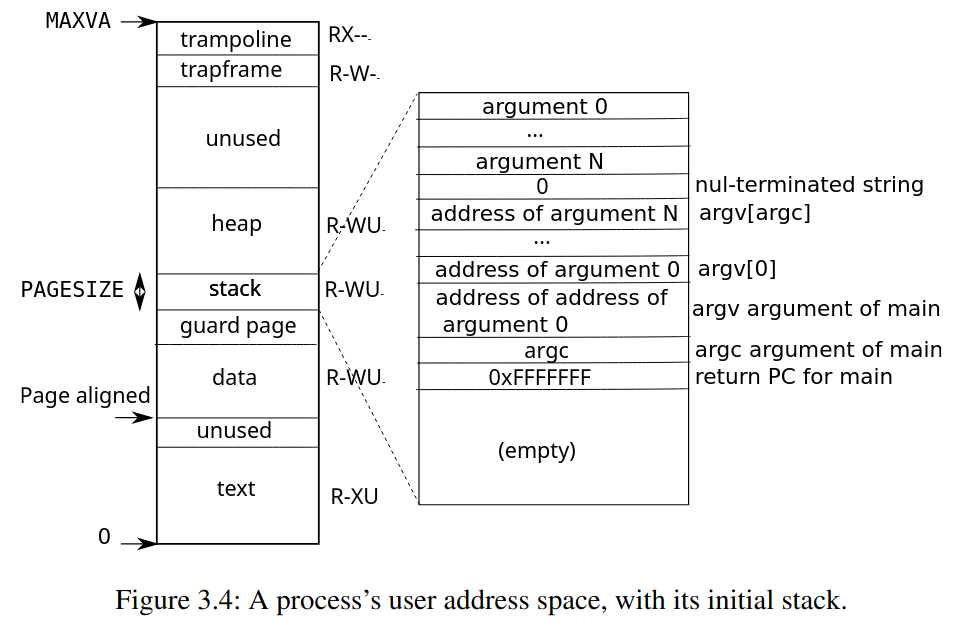 MAXVA
trampoline RX--
trapframe R-W-
unused
heap R-WU
PAGESIZE stack R-WU
guard page
data R-WU
Page aligned
unused
text R-XU
0
argument 0
...
argument N
0 nul-terminated string
address of argument N argv[argc]
...
address of argument 0 argv[0]
address of address of
argument 0
argv argument of main
argc argc argument of main
0xFFFFFFF return PC for main
(empty)
Figure 3.4: A process’s user address space, with its initial stack.